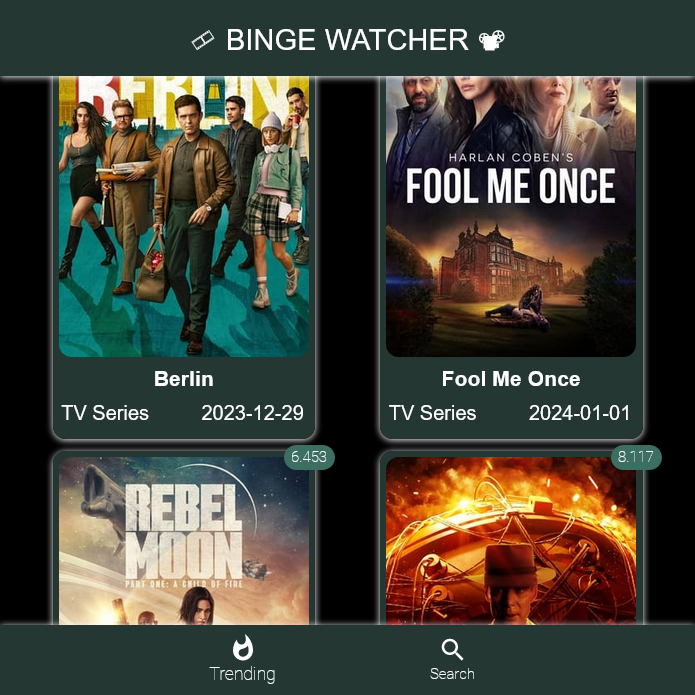 BINGE WATCHER
BERLIN
HARLAN COBEN'S
FOOL ME ONCE
Berlin
Fool Me Once
TV Series
2023-12-29
TV Series
2024-01-01
6.453
8.117
REBEL
MOON
PART ONE: A CHILD OF FIRE
Trending
Search